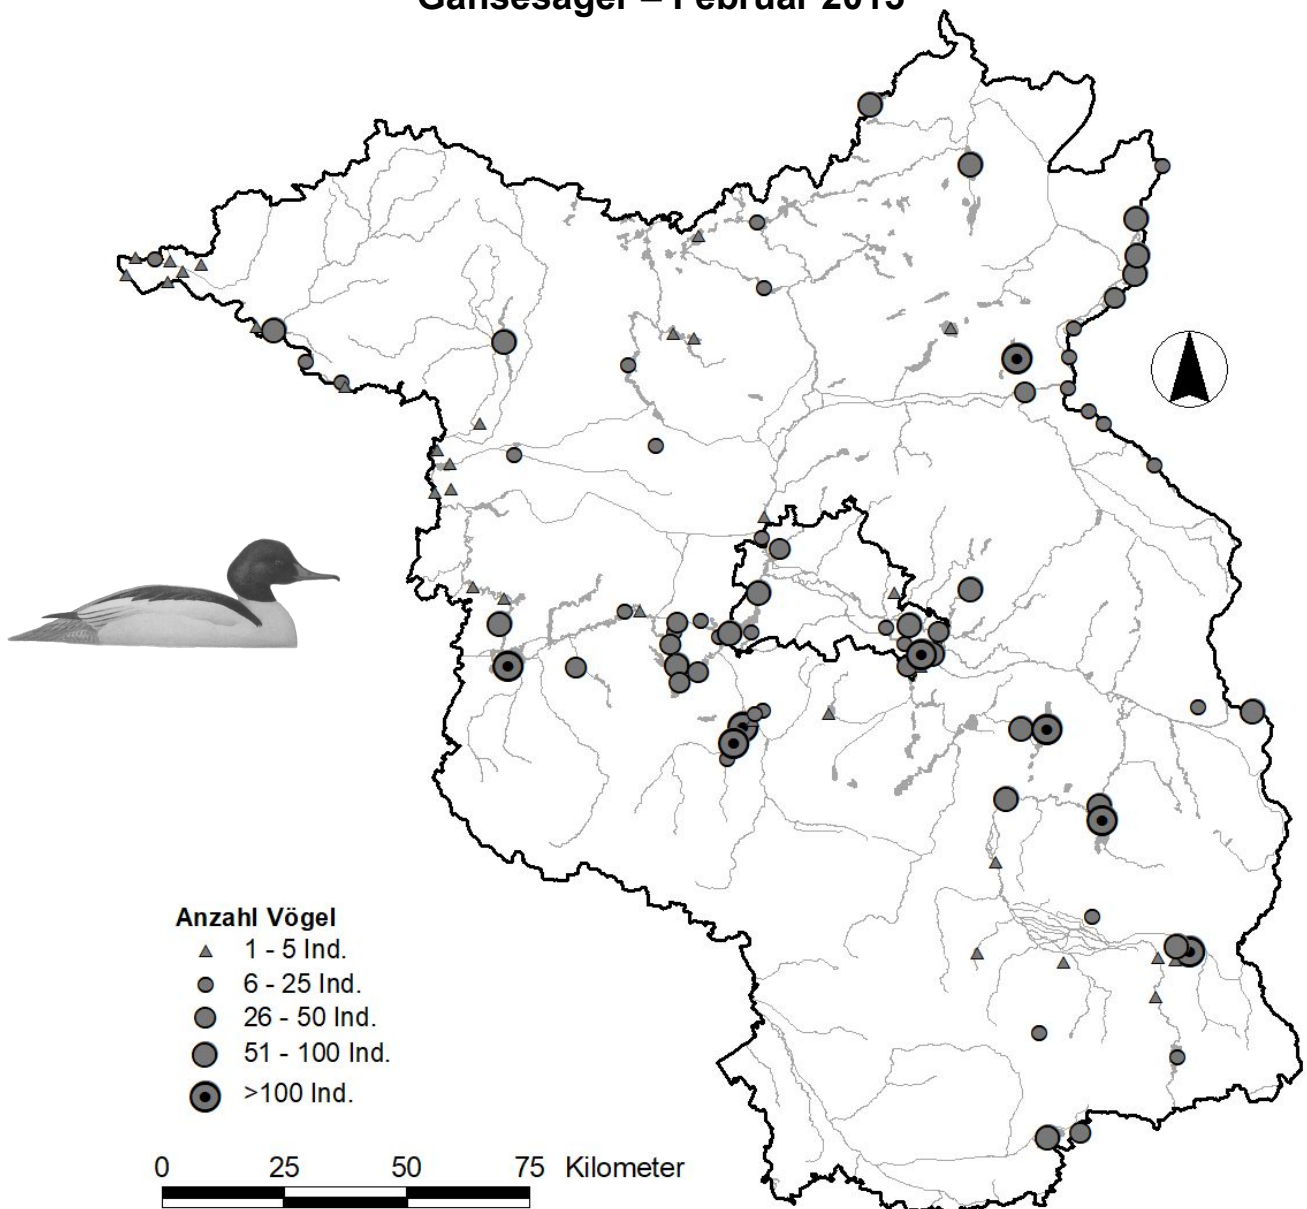 Gänsesäger – Februar 2015
Anzahl Vögel
1 - 5 Ind.
6 - 25 Ind.
26 - 50 Ind.
51 - 100 Ind.
>100 Ind.
0 25 50 75 Kilometer